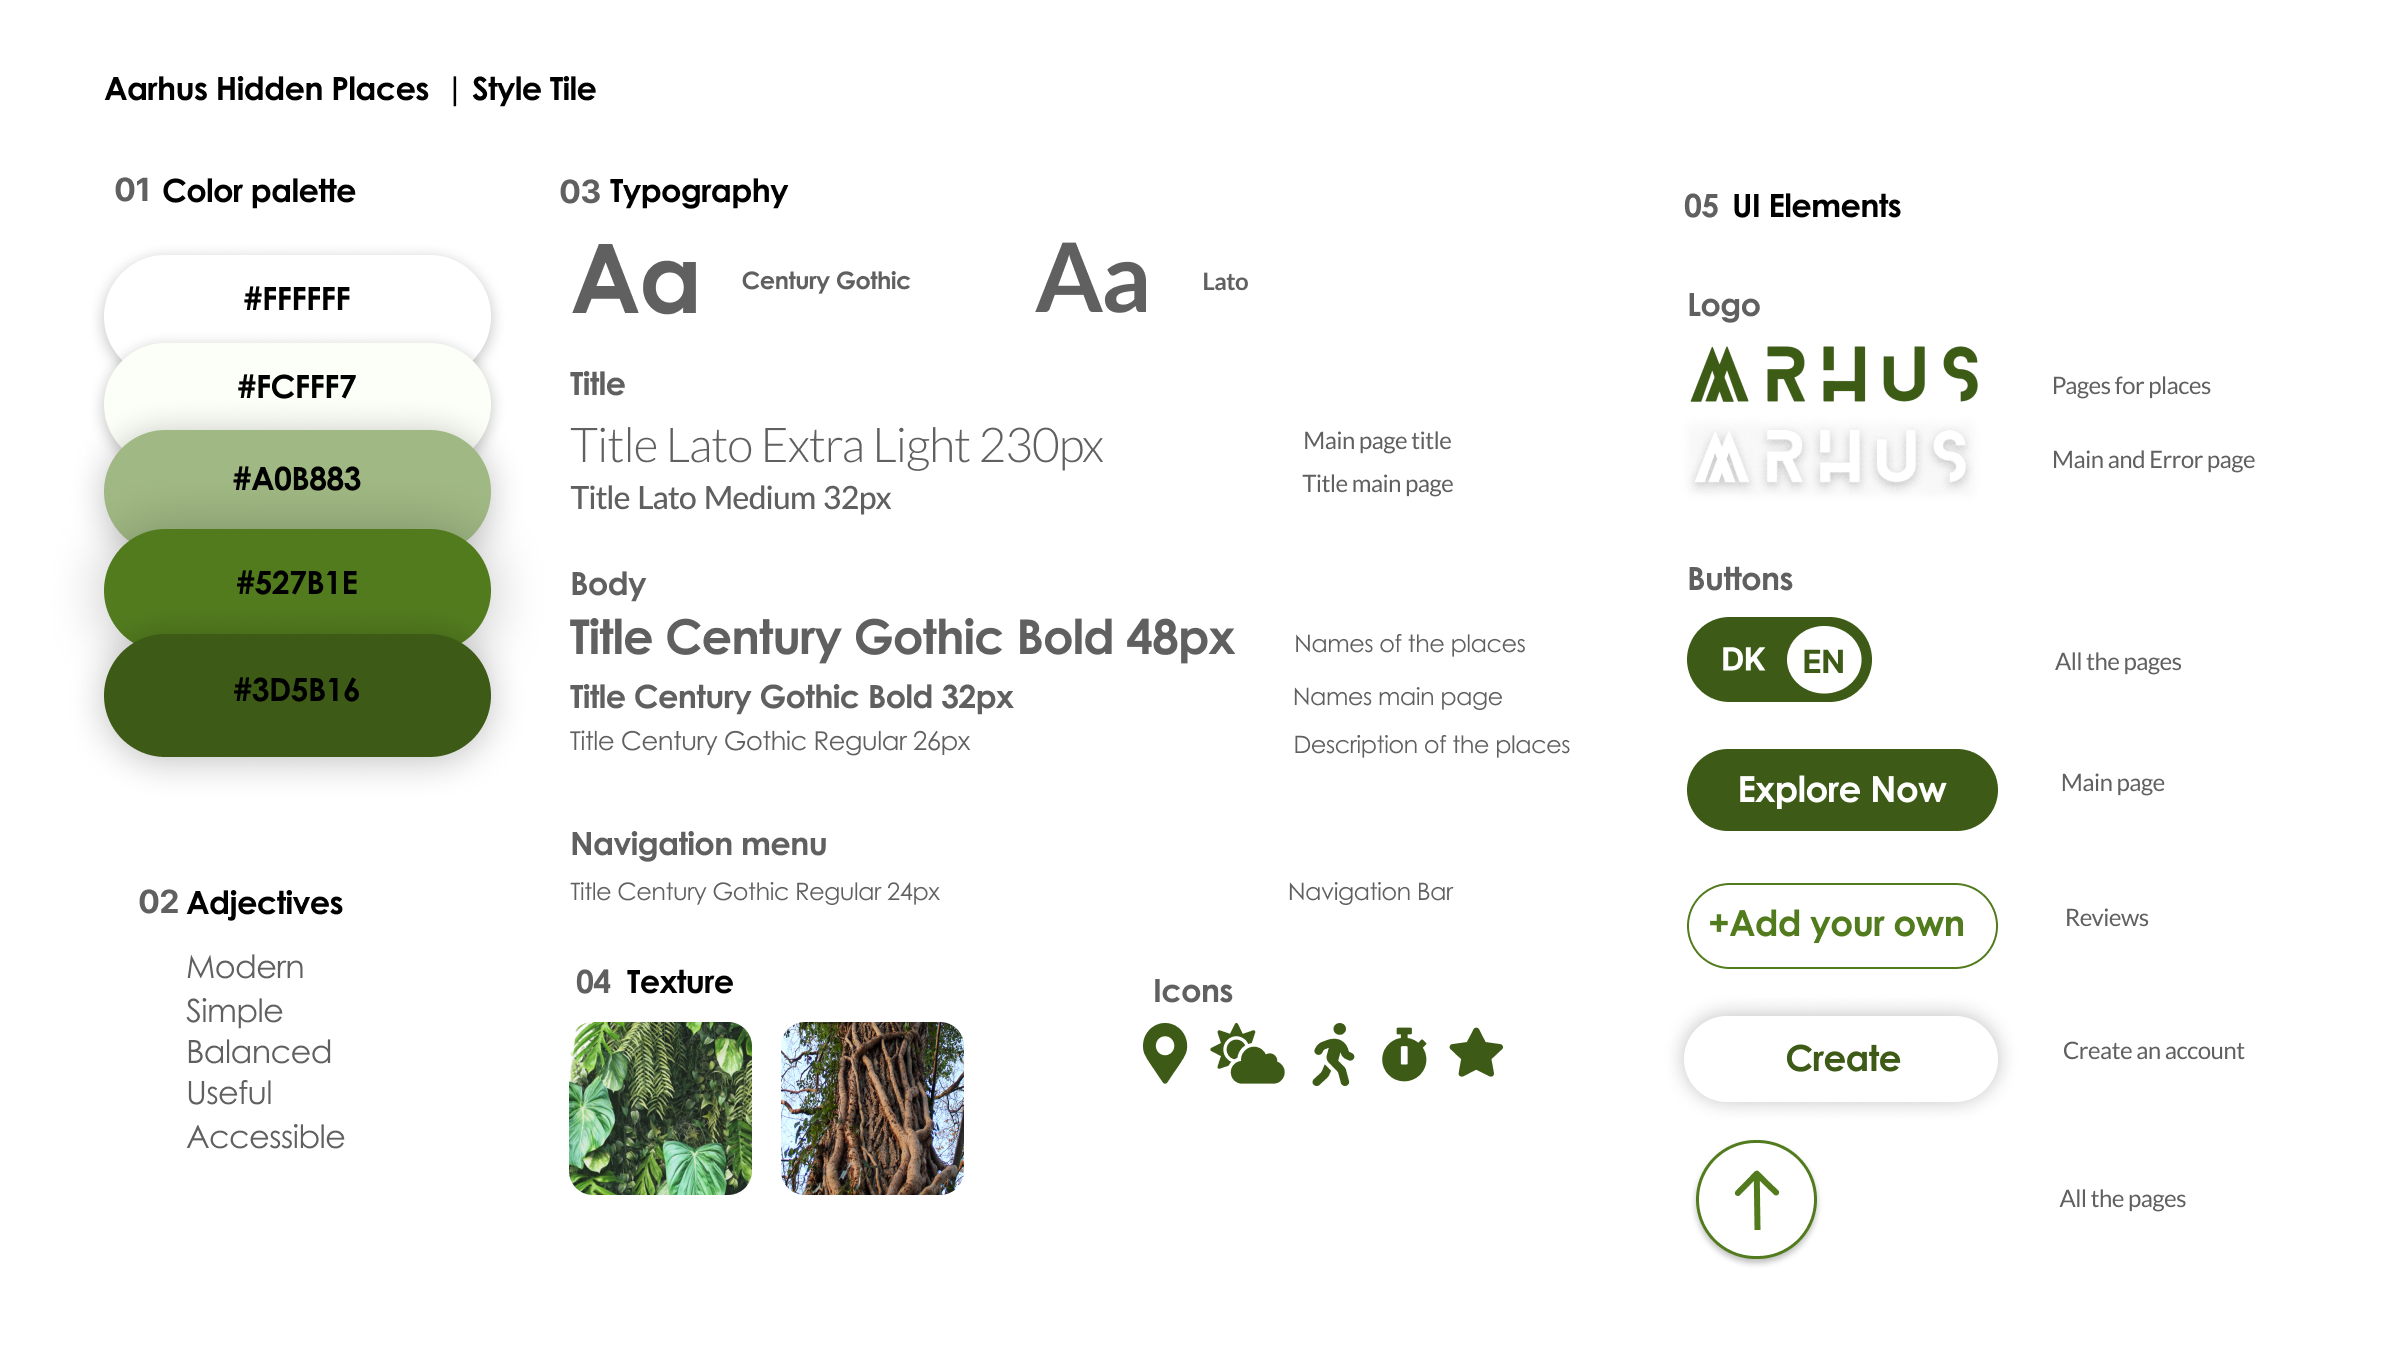 Aarhus Hidden Places | Style Tile
01 Color palette
#FFFFFF
#FCFFF7
#A0B883
#527B1E
#3D5B16
02 Adjectives
Modern
Simple
Balanced
Useful
Accessible
03 Typography
Aa Century Gothic Aa Lato
Title
Title Lato Extra Light 230px Main page title
Title Lato Medium 32px Title main page
Body
Title Century Gothic Bold 48px Names of the places
Title Century Gothic Bold 32px Names main page
Title Century Gothic Regular 26px Description of the places
Navigation menu
Title Century Gothic Regular 24px Navigation Bar
04 Texture
Icons
05 UI Elements
Logo
ARHUS Pages for places
ARHUS Main and Error page
Buttons
DK EN All the pages
Explore Now Main page
+Add your own Reviews
Create Create an account
All the pages